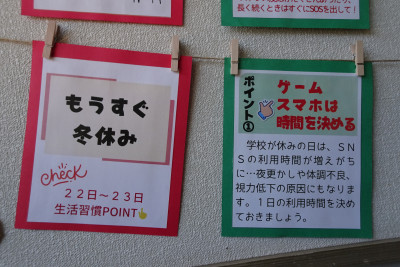 長く続くときはすぐにSOSを出して！
もうすぐ
冬休み
check
２２日～２３日
生活習慣POINT
ポイント①
ゲーム
スマホは
時間を決める
学校が休みの日は、ＳＮ
Ｓの利用時間が増えがち
に…夜更かしや体調不良、
視力低下の原因にもなりま
す。１日の利用時間を決め
ておきましょう。